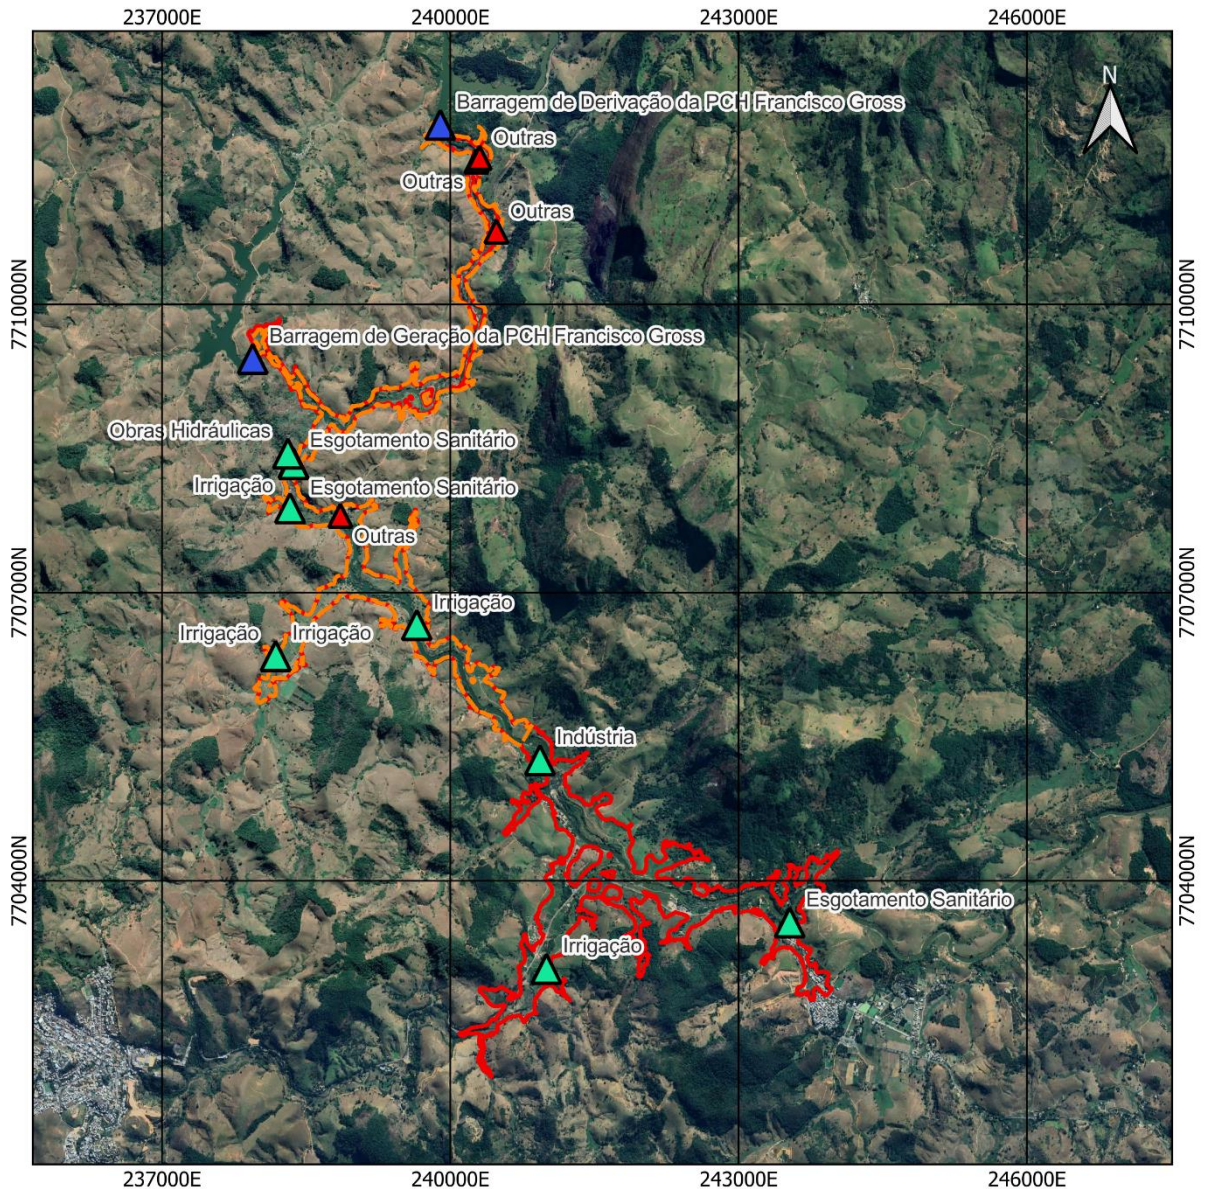 237000E 240000E 243000E 246000E
N
Barragem de Derivação da PCH Francisco Gross
Outras
Outras
Outras
7710000N
7710000N
Barragem de Geração da PCH Francisco Gross
Obras Hidráulicas
Esgotamento Sanitário
Irrigação
Esgotamento Sanitário
Outras
7707000N
7707000N
Irrigação
Irrigação
Irrigação
Indústria
7704000N
7704000N
Esgotamento Sanitário
Irrigação
237000E 240000E 243000E 246000E